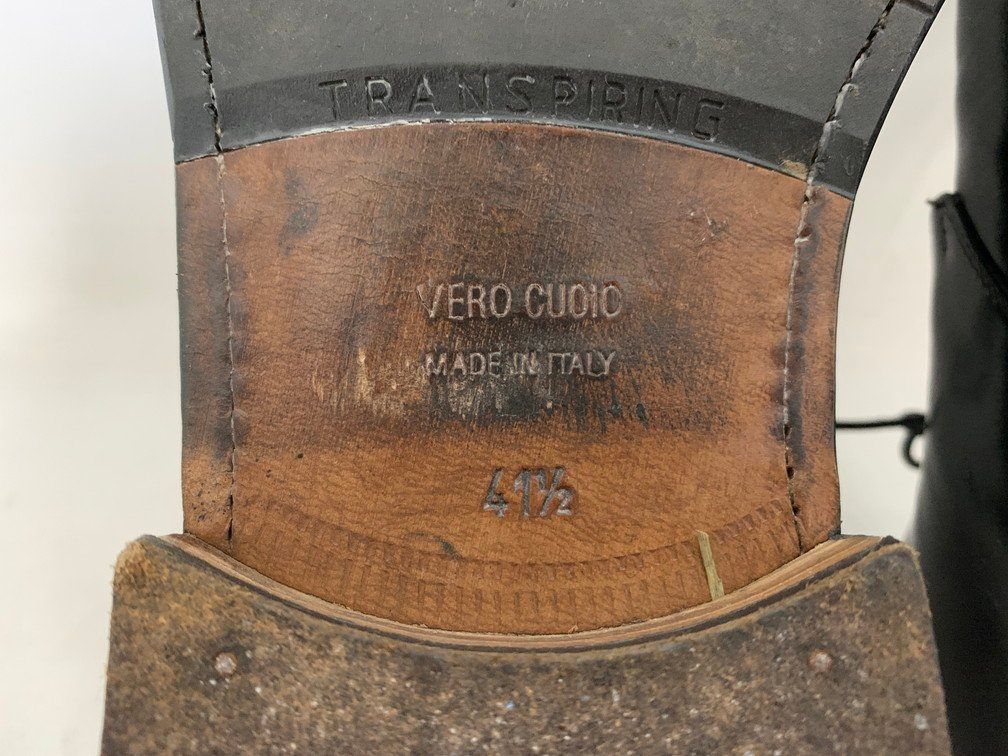 TRANSPIRING
VERO CUOIO
MADE IN ITALY
41½